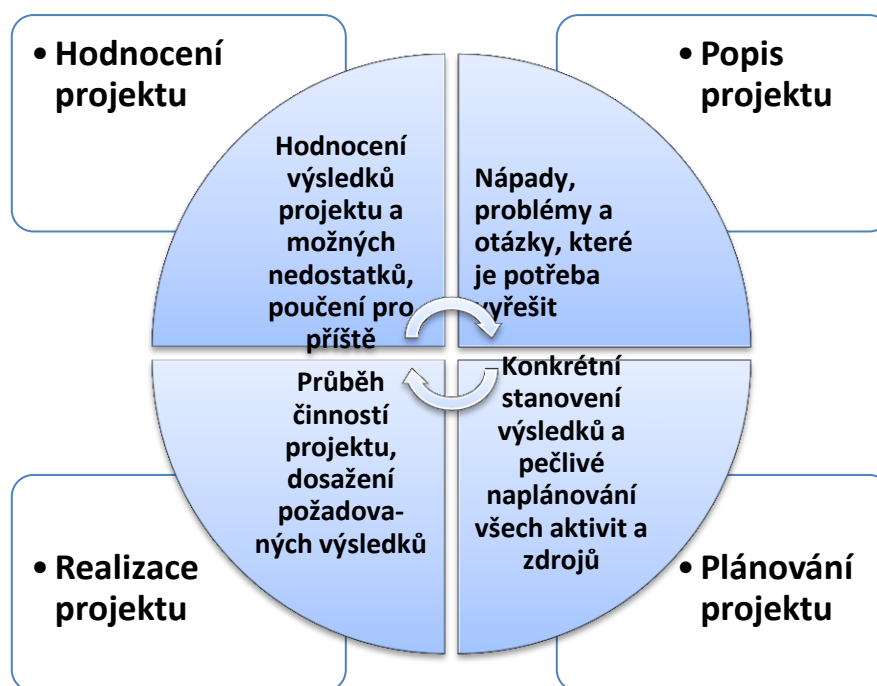 • Hodnocení
projektu
• Popis
projektu
Hodnocení
výsledků
projektu a
možných
nedostatků,
poučení pro
příště
Nápady,
problémy a
otázky, které
je potřeba
vyřešit
Průběh
činností
projektu,
dosažení
požadova-
ných výsledků
Konkrétní
stanovení
výsledků a
pečlivé
naplánování
všech aktivit a
zdrojů
• Realizace
projektu
• Plánování
projektu